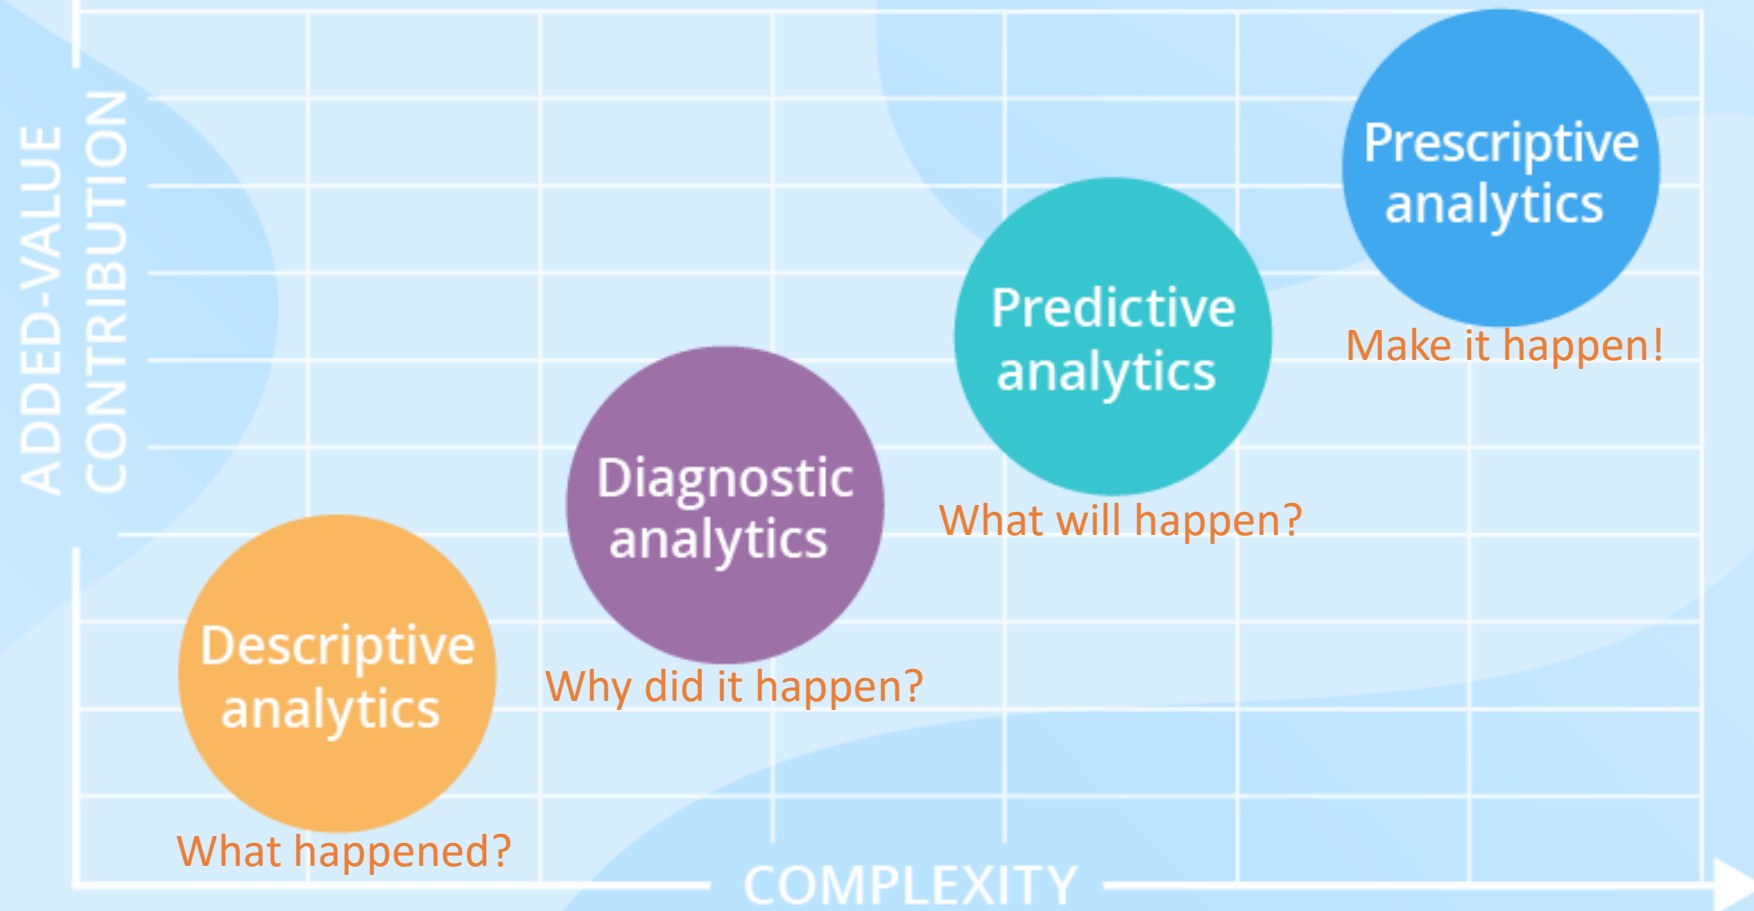 ADDED-VALUE
CONTRIBUTION
Prescriptive
analytics
Make it happen!
Predictive
analytics
What will happen?
Diagnostic
analytics
Why did it happen?
Descriptive
analytics
What happened?
COMPLEXITY